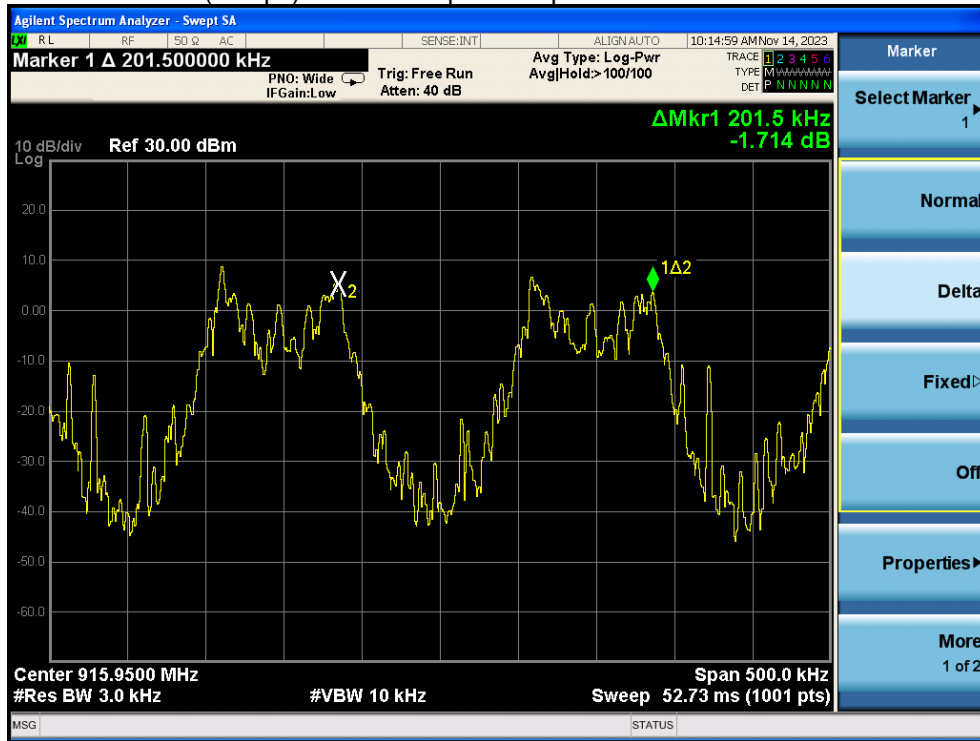 Agilent Spectrum Analyzer - Swept SA
LXI RL RF 50 Ω AC SENSE:INT ALIGN AUTO 10:14:59 AM Nov 14, 2023
Marker 1 Δ 201.500000 kHz
PNO: Wide
IFGain:Low
Trig: Free Run
Atten: 40 dB
Avg Type: Log-Pwr
Avg|Hold:>100/100
TRACE 1 2 3 4 5 6
TYPE M WWWWW
DET P N N N N N
ΔMkr1 201.5 kHz
-1.714 dB
10 dB/div Ref 30.00 dBm
Log
20.0
10.0
0.00
-10.0
-20.0
-30.0
-40.0
-50.0
-60.0
X2
1Δ2
Center 915.9500 MHz Span 500.0 kHz
#Res BW 3.0 kHz #VBW 10 kHz Sweep 52.73 ms (1001 pts)
MSG STATUS
Marker
Select Marker
1
Normal
Delta
Fixed
Off
Properties
More
1 of 2